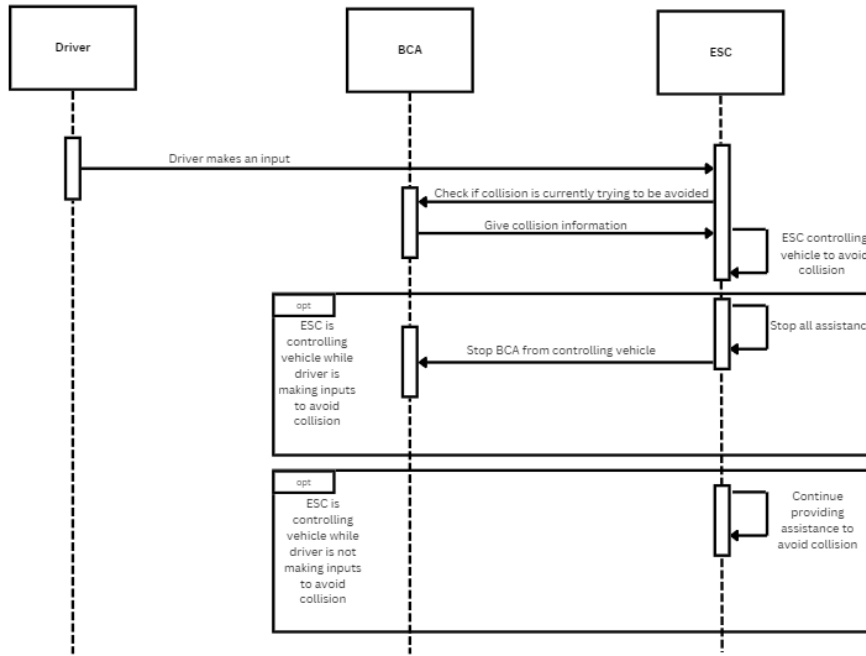 Driver
BCA
ESC
Driver makes an input
Check if collision is currently trying to be avoided
Give collision information
ESC controlling
vehicle to avoid
collision
opt
ESC is
controlling
vehicle while
driver is
making inputs
to avoid
collision
Stop all assistance
Stop BCA from controlling vehicle
opt
ESC is
controlling
vehicle while
driver is not
making inputs
to avoid
collision
Continue
providing
assistance to
avoid collision